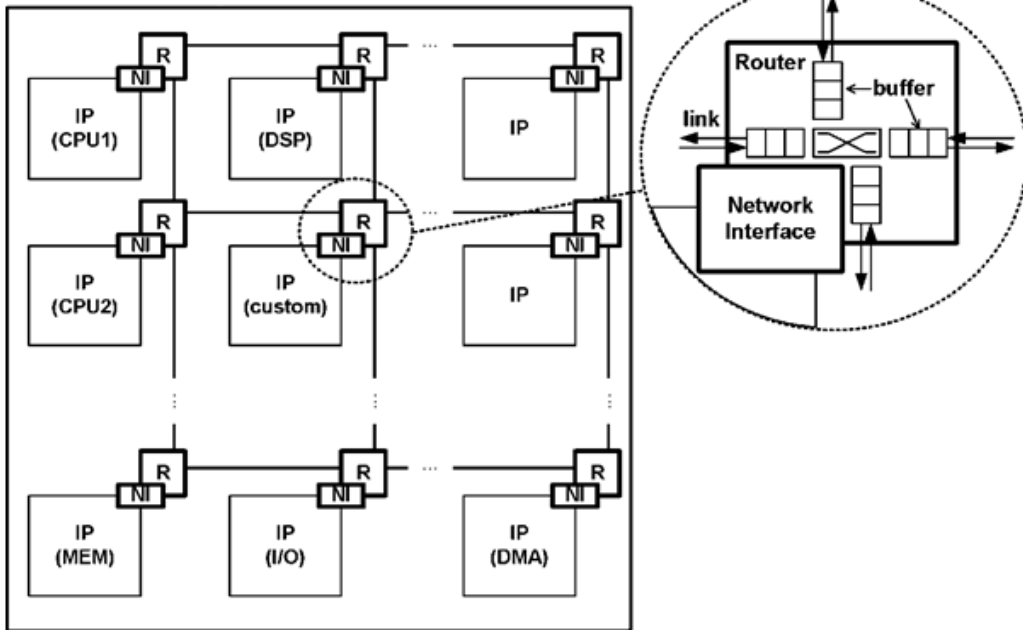 R
R
...
R
NI
NI
NI
IP
(CPU1)
IP
(DSP)
IP
R
R
...
R
NI
NI
NI
IP
(CPU2)
IP
(custom)
IP
...
...
...
R
R
...
R
NI
NI
NI
IP
(MEM)
IP
(I/O)
IP
(DMA)
Router
buffer
link
Network
Interface